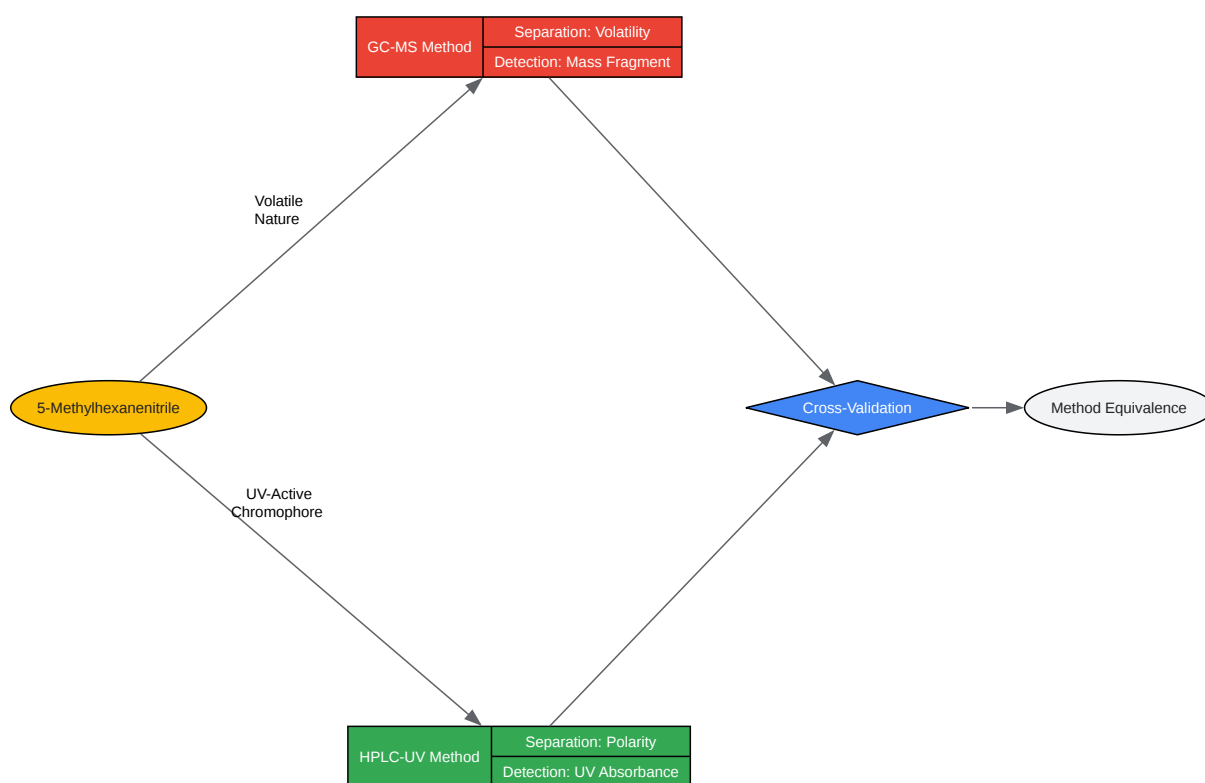 GC-MS Method
Separation: Volatility
Detection: Mass Fragment
Volatile
Nature
5-Methylhexanenitrile
Cross-Validation
Method Equivalence
UV-Active
Chromophore
HPLC-UV Method
Separation: Polarity
Detection: UV Absorbance